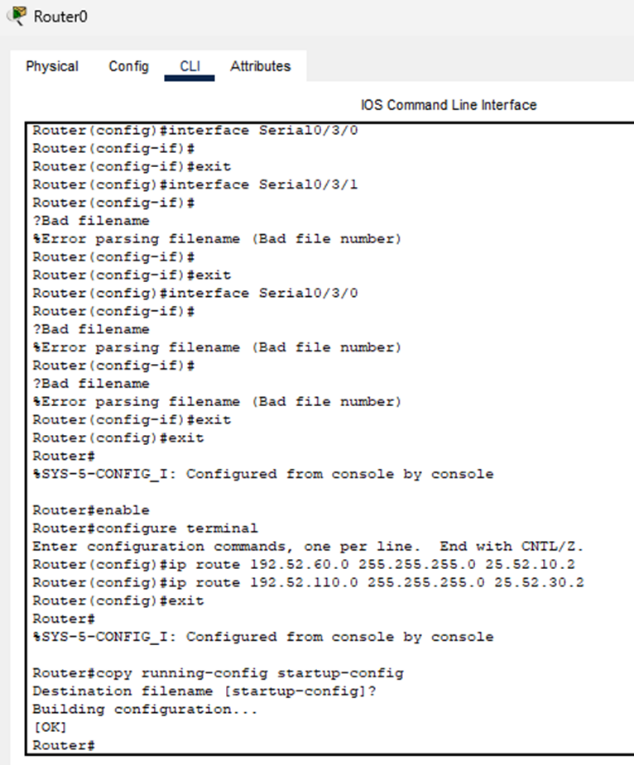 Router0
Physical Config CLI Attributes
IOS Command Line Interface
Router(config)#interface Serial0/3/0
Router(config-if)#
Router(config-if)#exit
Router(config)#interface Serial0/3/1
Router(config-if)#
?Bad filename
%Error parsing filename (Bad file number)
Router(config-if)#
Router(config-if)#exit
Router(config)#interface Serial0/3/0
Router(config-if)#
?Bad filename
%Error parsing filename (Bad file number)
Router(config-if)#
?Bad filename
%Error parsing filename (Bad file number)
Router(config-if)#exit
Router(config)#exit
Router#
%SYS-5-CONFIG_I: Configured from console by console
Router#enable
Router#configure terminal
Enter configuration commands, one per line.  End with CNTL/Z.
Router(config)#ip route 192.52.60.0 255.255.255.0 25.52.10.2
Router(config)#ip route 192.52.110.0 255.255.255.0 25.52.30.2
Router(config)#exit
Router#
%SYS-5-CONFIG_I: Configured from console by console
Router#copy running-config startup-config
Destination filename [startup-config]?
Building configuration...
[OK]
Router#